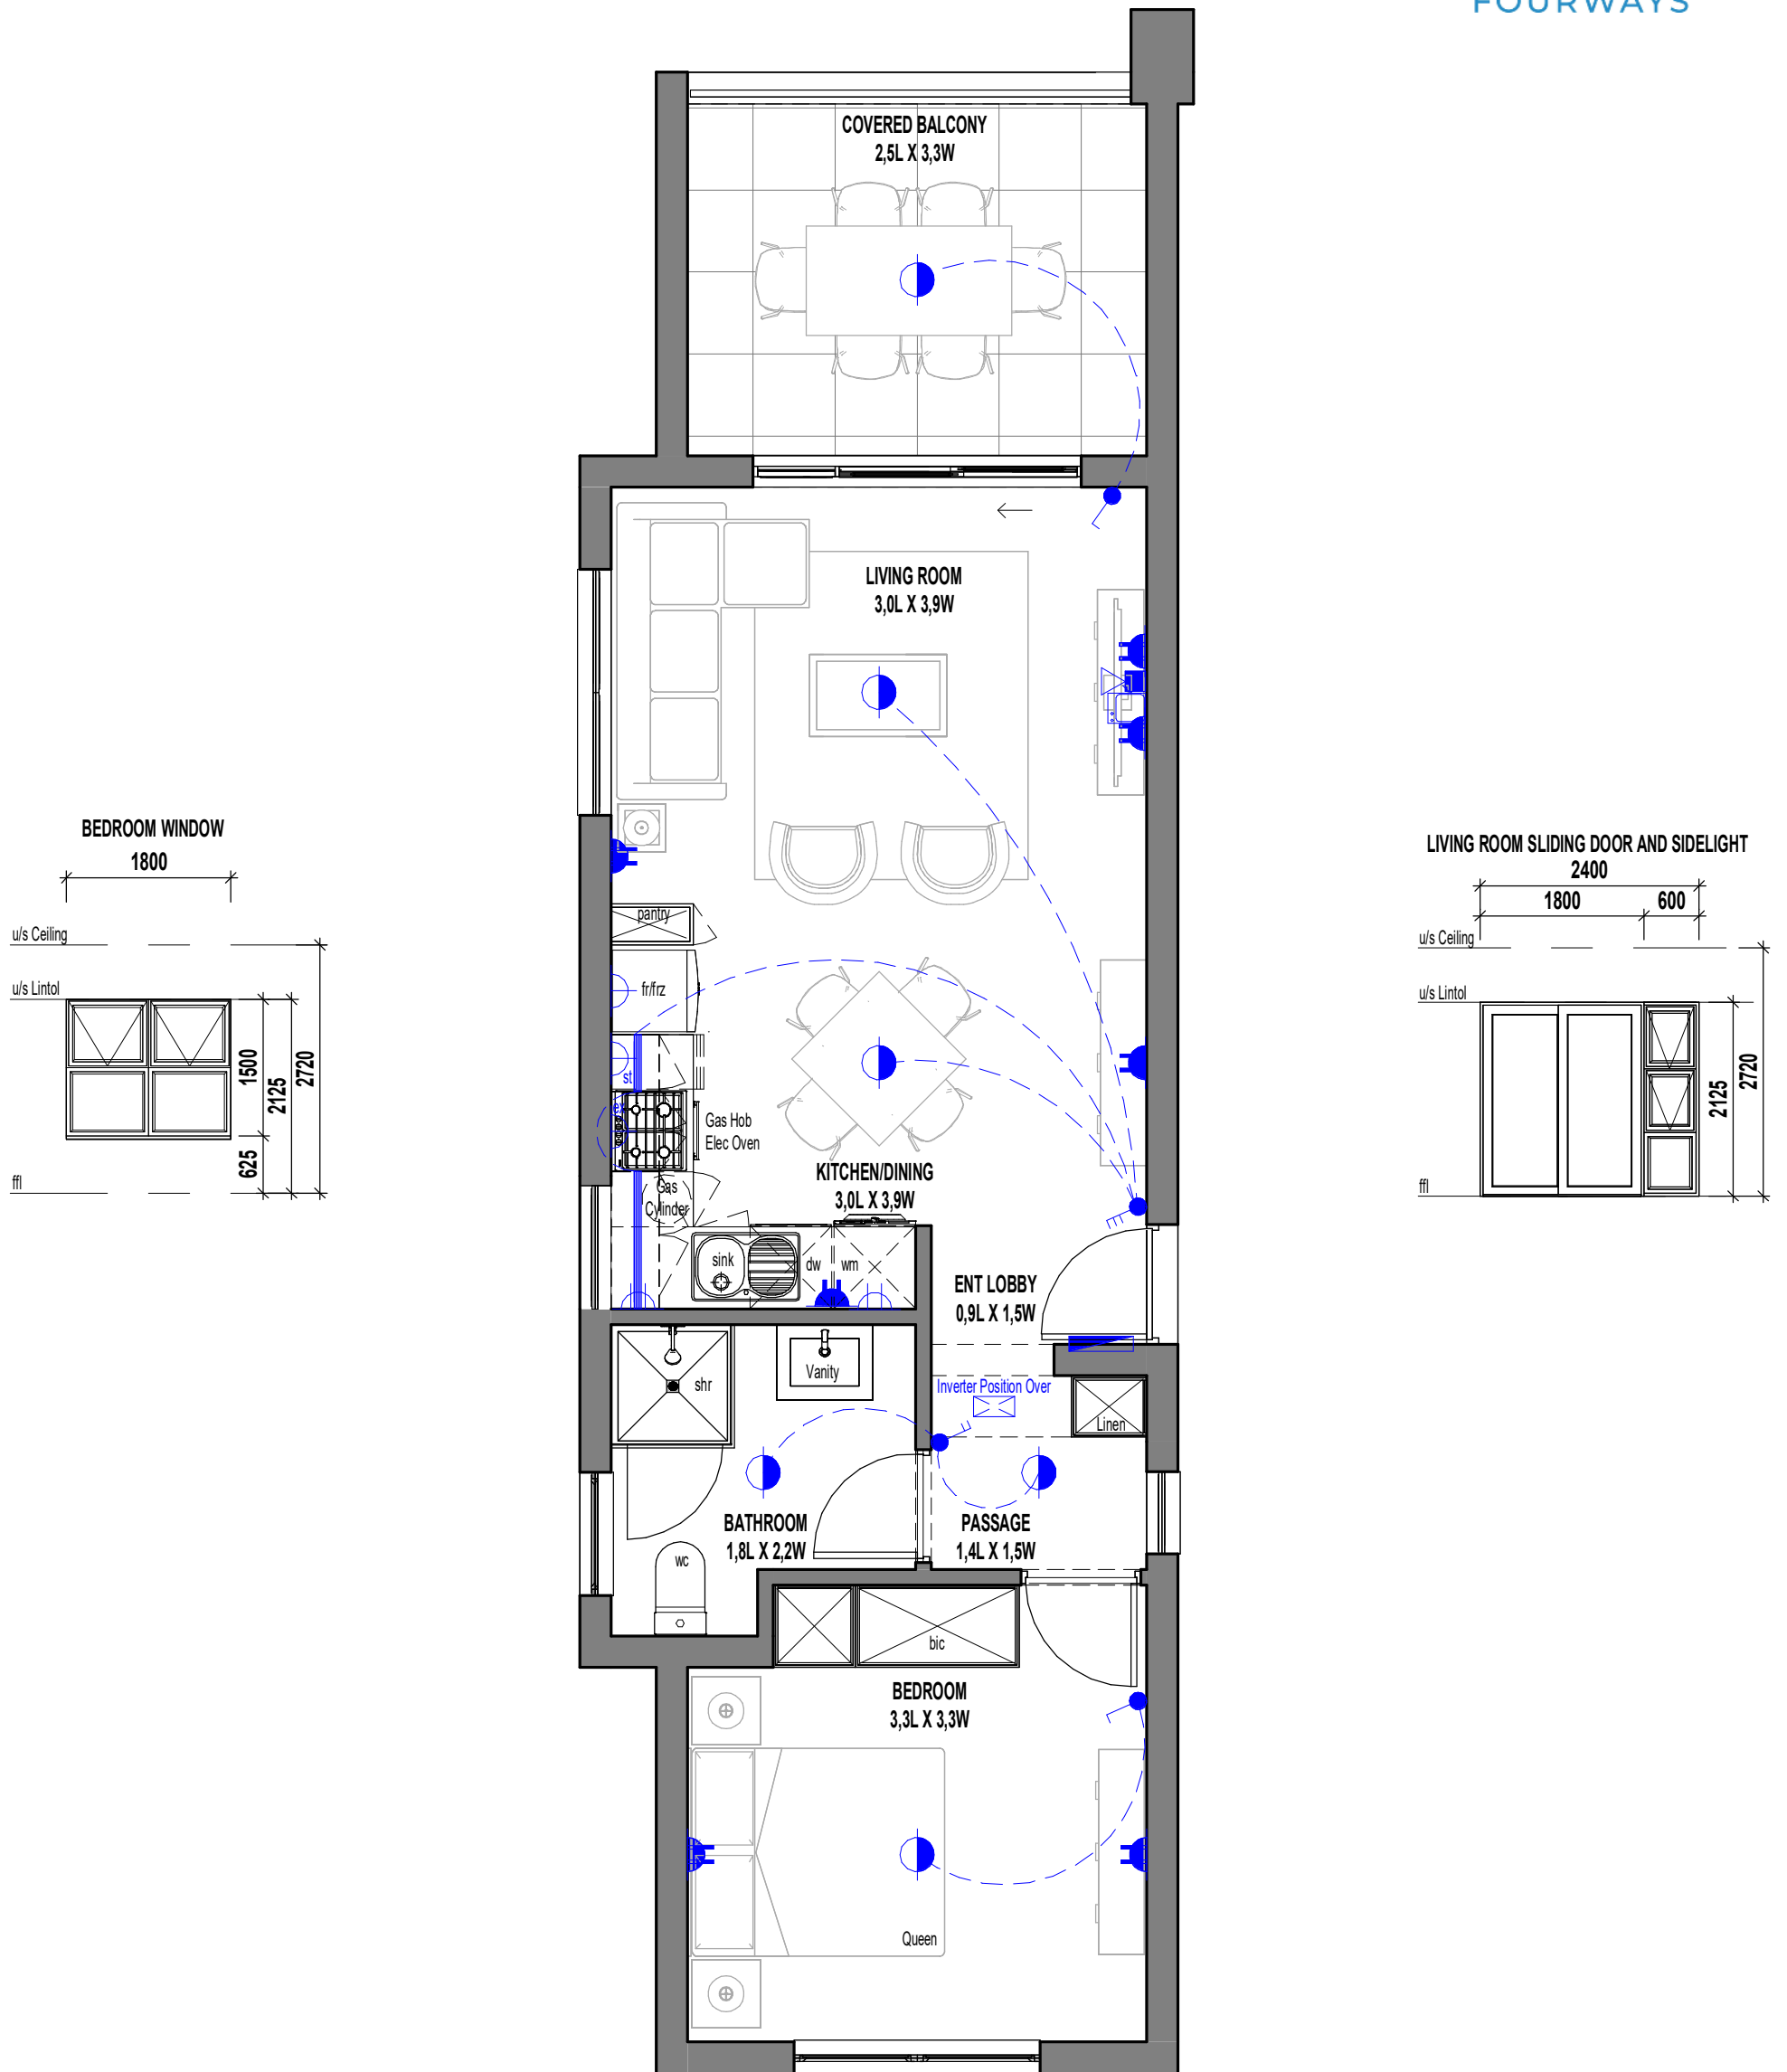 FOURWAYS
COVERED BALCONY
2,5L X 3,3W
LIVING ROOM
3,0L X 3,9W
BEDROOM WINDOW
1800
u/s Ceiling
u/s Lintol
1500
2125
2720
625
ffl
LIVING ROOM SLIDING DOOR AND SIDELIGHT
2400
1800
600
u/s Ceiling
u/s Lintol
2125
2720
ffl
pantry
fr/frz
st
ex
Gas Hob
Elec Oven
KITCHEN/DINING
3,0L X 3,9W
Gas
Cylinder
sink
dw
wm
ENT LOBBY
0,9L X 1,5W
shr
Vanity
Inverter Position Over
Linen
BATHROOM
1,8L X 2,2W
PASSAGE
1,4L X 1,5W
wc
bic
BEDROOM
3,3L X 3,3W
Queen